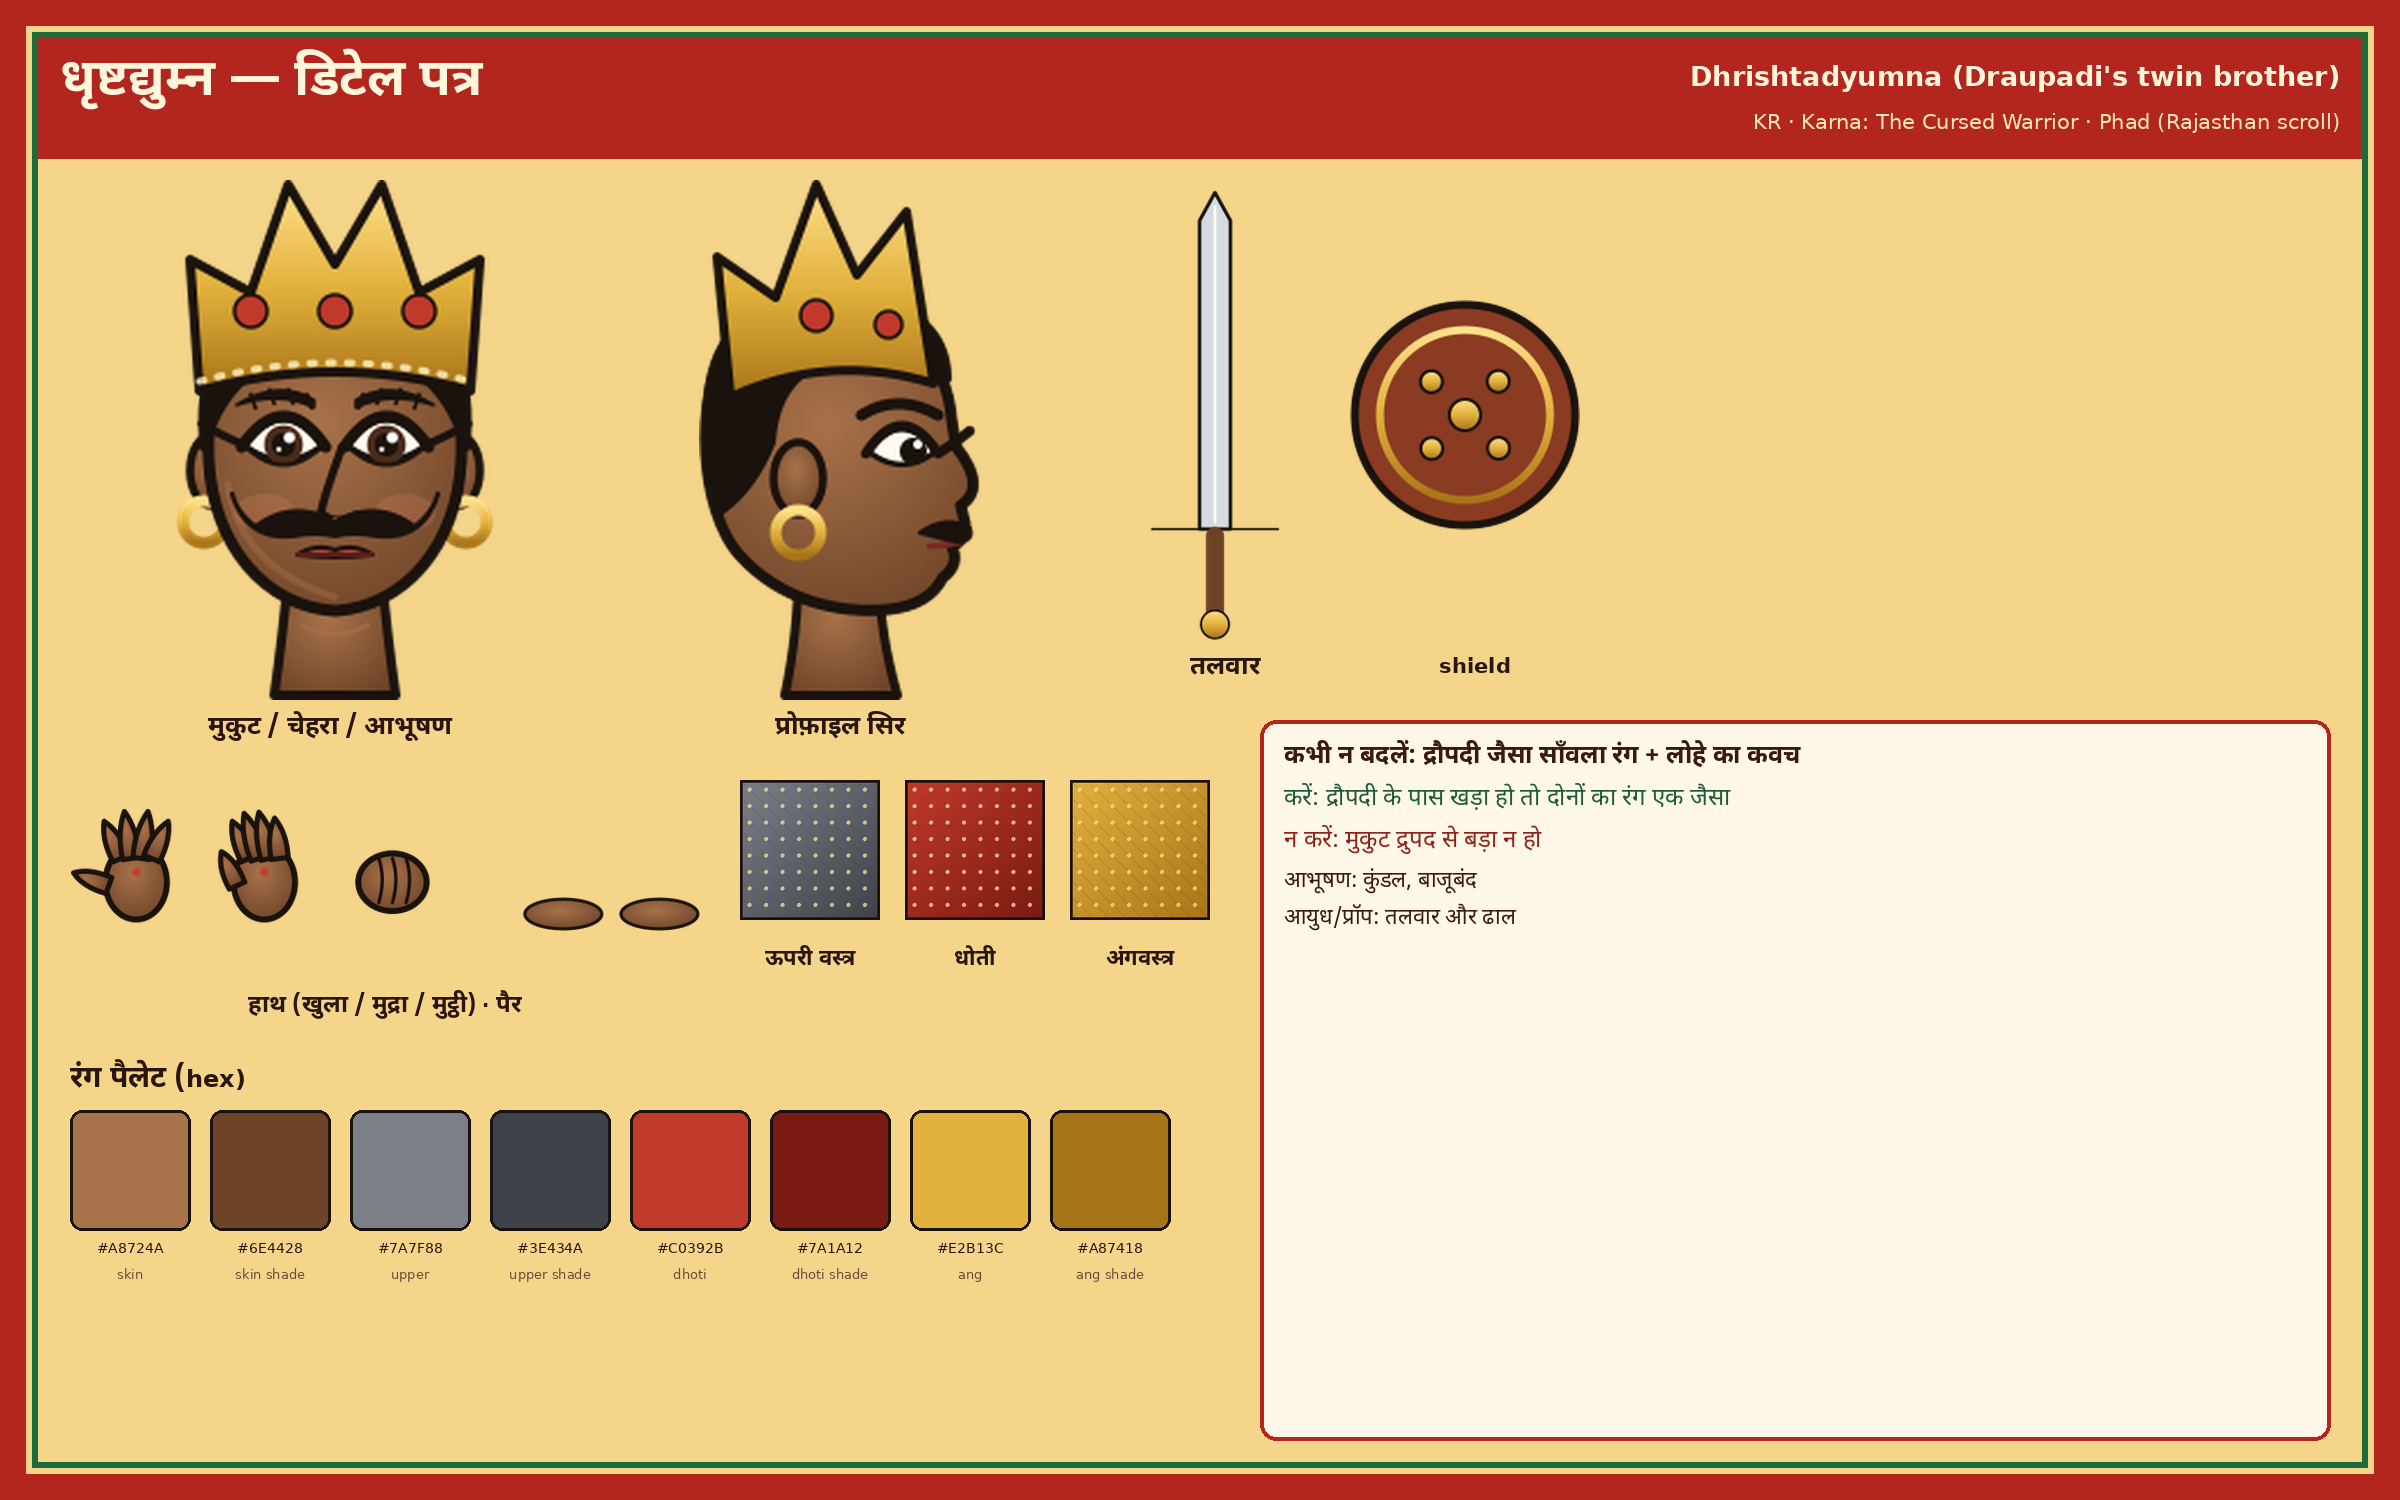 धृष्टद्युम्न — डिटेल पत्र
Dhrishtadyumna (Draupadi's twin brother)
KR · Karna: The Cursed Warrior · Phad (Rajasthan scroll)
तलवार
shield
मुकुट / चेहरा / आभूषण
प्रोफ़ाइल सिर
कभी न बदलें: द्रौपदी जैसा साँवला रंग + लोहे का कवच
करें: द्रौपदी के पास खड़ा हो तो दोनों का रंग एक जैसा
न करें: मुकुट द्रुपद से बड़ा न हो
आभूषण: कुंडल, बाजूबंद
आयुध/प्रॉप: तलवार और ढाल
ऊपरी वस्त्र
धोती
अंगवस्त्र
हाथ (खुला / मुद्रा / मुट्ठी) · पैर
रंग पैलेट (hex)
#A8724A
#6E4428
#7A7F88
#3E434A
#C0392B
#7A1A12
#E2B13C
#A87418
skin
skin shade
upper
upper shade
dhoti
dhoti shade
ang
ang shade